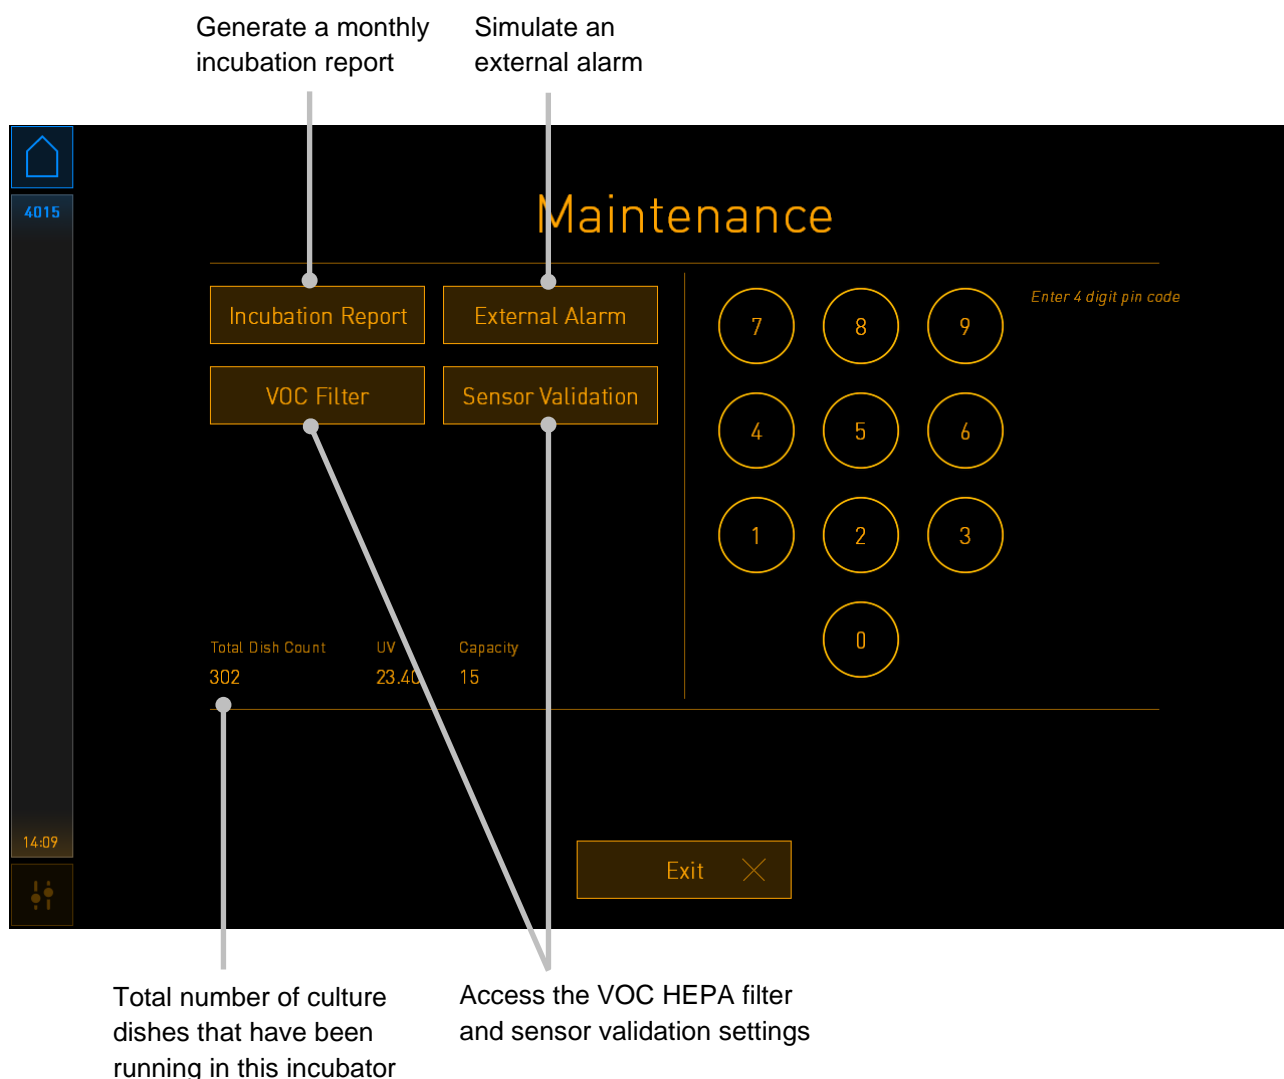 Generate a monthly
incubation report
Simulate an
external alarm
4015
Maintenance
Incubation Report
External Alarm
VOC Filter
Sensor Validation
Enter 4 digit pin code
7 8 9
4 5 6
1 2 3
0
Total Dish Count UV Capacity
302 23.40 15
14:09
Exit
Total number of culture
dishes that have been
running in this incubator
Access the VOC HEPA filter
and sensor validation settings